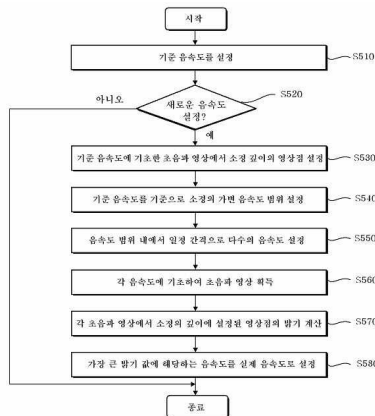 시작
기준 음속도를 설정
S510
새로운 음속도
설정?
S520
아니오
예
기준 음속도에 기초한 초음파 영상에서 소정 깊이의 영상점 설정
S530
기준 음속도를 기준으로 소정의 가변 음속도 범위 설정
S540
음속도 범위 내에서 일정 간격으로 다수의 음속도 설정
S550
각 음속도에 기초하여 초음파 영상 획득
S560
각 초음파 영상에서 소정의 깊이에 설정된 영상점의 밝기 계산
S570
가장 큰 밝기 값에 해당하는 음속도를 실제 음속도로 설정
S580
종료